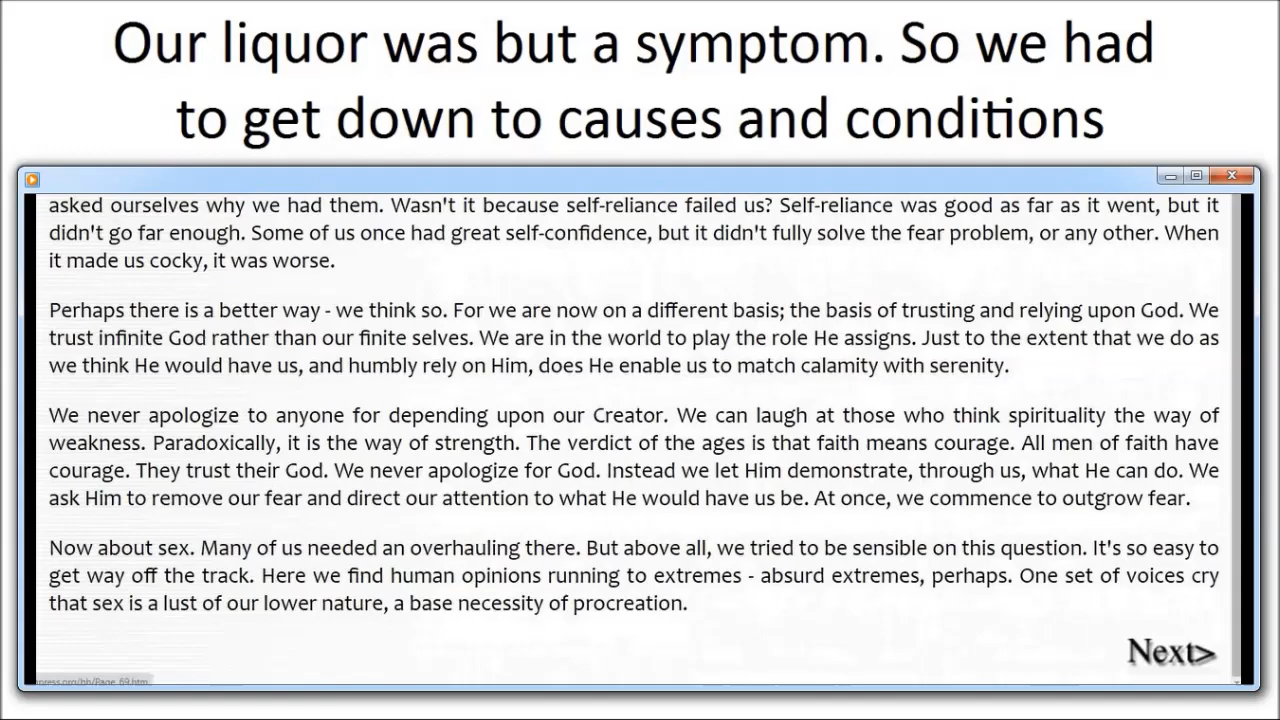 Our liquor was but a symptom. So we had
to get down to causes and conditions
asked ourselves why we had them. Wasn't it because self-reliance failed us? Self-reliance was good as far as it went, but it
didn't go far enough. Some of us once had great self-confidence, but it didn't fully solve the fear problem, or any other. When
it made us cocky, it was worse.
Perhaps there is a better way - we think so. For we are now on a different basis; the basis of trusting and relying upon God. We
trust infinite God rather than our finite selves. We are in the world to play the role He assigns. Just to the extent that we do as
we think He would have us, and humbly rely on Him, does He enable us to match calamity with serenity.
We never apologize to anyone for depending upon our Creator. We can laugh at those who think spirituality the way of
weakness. Paradoxically, it is the way of strength. The verdict of the ages is that faith means courage. All men of faith have
courage. They trust their God. We never apologize for God. Instead we let Him demonstrate, through us, what He can do. We
ask Him to remove our fear and direct our attention to what He would have us be. At once, we commence to outgrow fear.
Now about sex. Many of us needed an overhauling there. But above all, we tried to be sensible on this question. It's so easy to
get way off the track. Here we find human opinions running to extremes - absurd extremes, perhaps. One set of voices cry
that sex is a lust of our lower nature, a base necessity of procreation.
Next>
press.org/bb/Page_69.htm